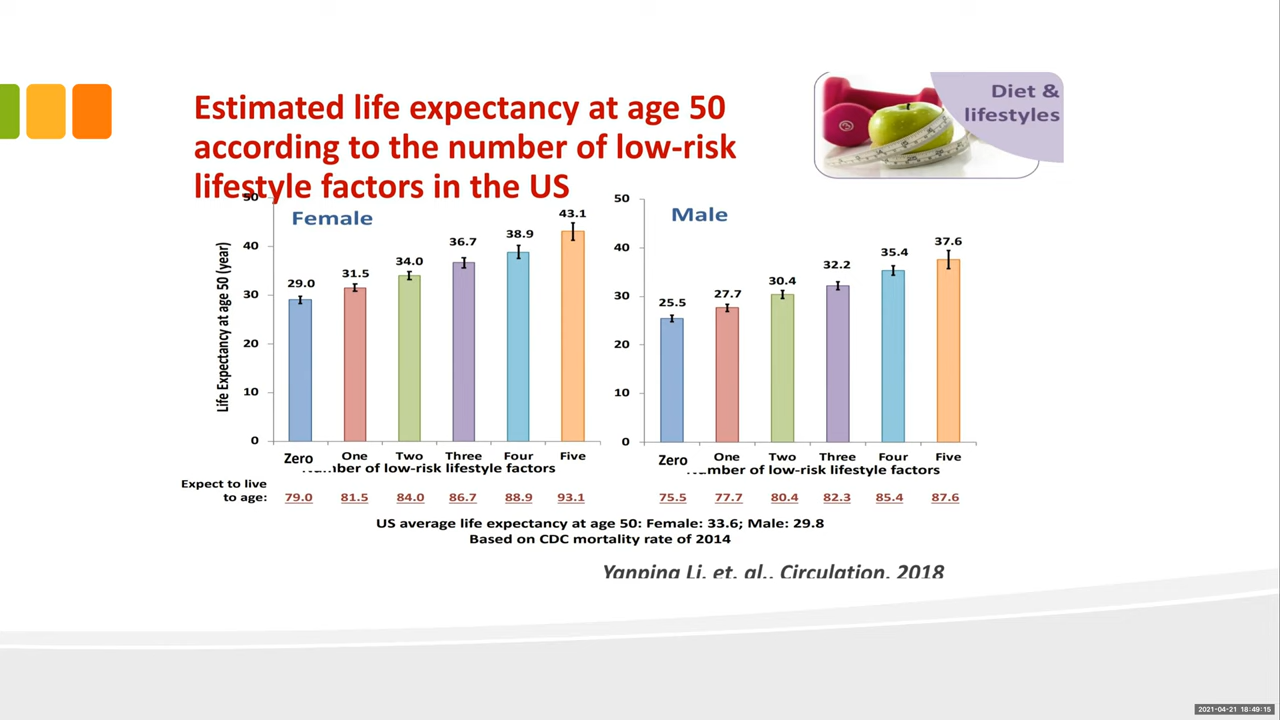 Estimated life expectancy at age 50
according to the number of low-risk
lifestyle factors in the US
Diet &
lifestyles
Female
Life Expectancy at age 50 (year)
50
40
30
20
10
0
29.0
31.5
34.0
36.7
38.9
43.1
Zero
One
Two
Three
Four
Five
Number of low-risk lifestyle factors
Male
50
40
30
20
10
0
25.5
27.7
30.4
32.2
35.4
37.6
Zero
One
Two
Three
Four
Five
Number of low-risk lifestyle factors
Expect to live
to age:
79.0 81.5 84.0 86.7 88.9 93.1 75.5 77.7 80.4 82.3 85.4 87.6
US average life expectancy at age 50: Female: 33.6; Male: 29.8
Based on CDC mortality rate of 2014
Yanping Li, et. al., Circulation, 2018
2021-04-21 18:49:15